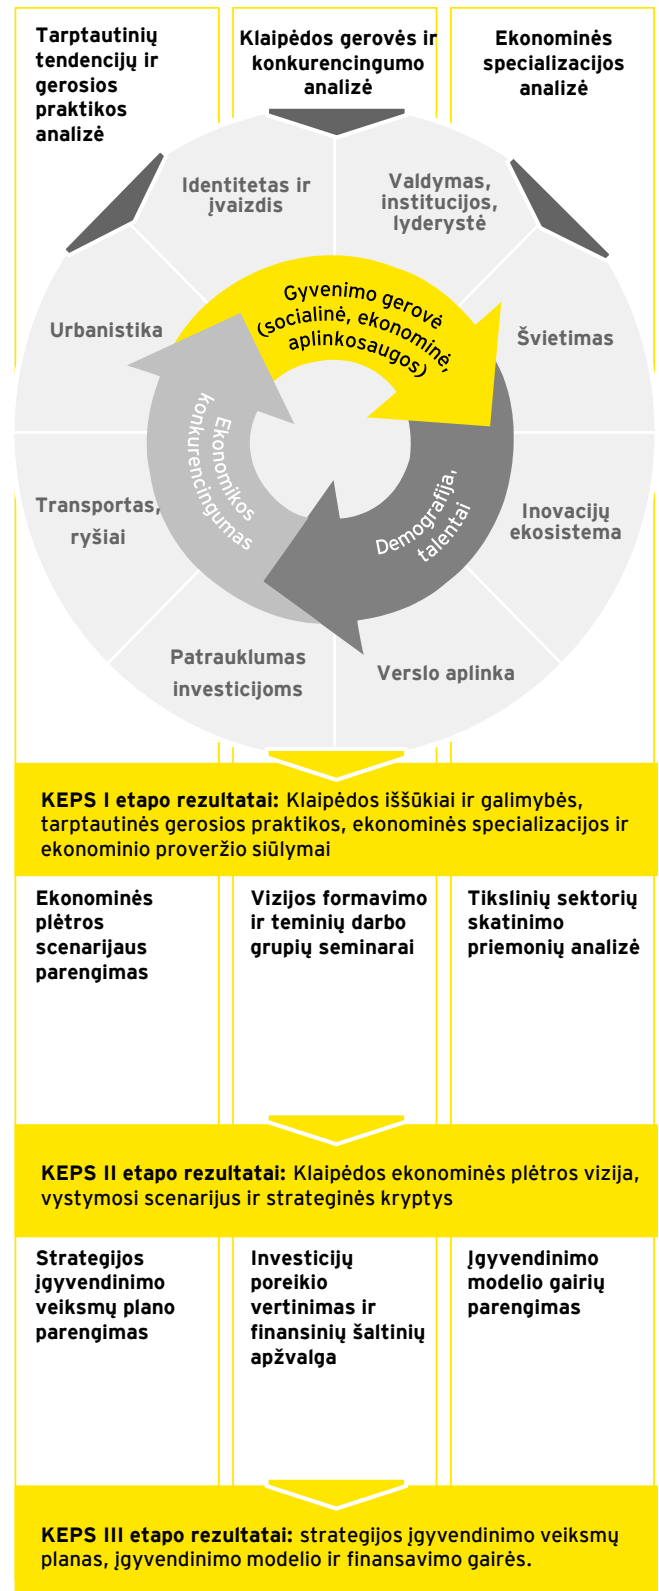 Tarptautinių
tendencijų ir
gerosios
praktikos
analizė
Klaipėdos gerovės ir
konkurencingumo
analizė
Ekonominės
specializacijos
analizė
Identitetas ir
įvaizdis
Valdymas,
institucijos,
lyderystė
Urbanistika
Švietimas
Gyvenimo gerovė
(socialinė, ekonominė,
aplinkosaugos)
Ekonomikos
konkurencingumas
Demografija,
talentai
Transportas,
ryšiai
Inovacijų
ekosistema
Patrauklumas
investicijoms
Verslo aplinka
KEPS I etapo rezultatai: Klaipėdos iššūkiai ir galimybės,
tarptautinės gerosios praktikos, ekonominės specializacijos ir
ekonominio proveržio siūlymai
Ekonominės
plėtros
scenarijaus
parengimas
Vizijos formavimo
ir teminių darbo
grupių seminarai
Tikslinių sektorių
skatinimo
priemonių analizė
KEPS II etapo rezultatai: Klaipėdos ekonominės plėtros vizija,
vystymosi scenarijus ir strateginės kryptys
Strategijos
įgyvendinimo
veiksmų plano
parengimas
Investicijų
poreikio
vertinimas ir
finansinių šaltinių
apžvalga
Įgyvendinimo
modelio gairių
parengimas
KEPS III etapo rezultatai: strategijos įgyvendinimo veiksmų
planas, įgyvendinimo modelio ir finansavimo gairės.